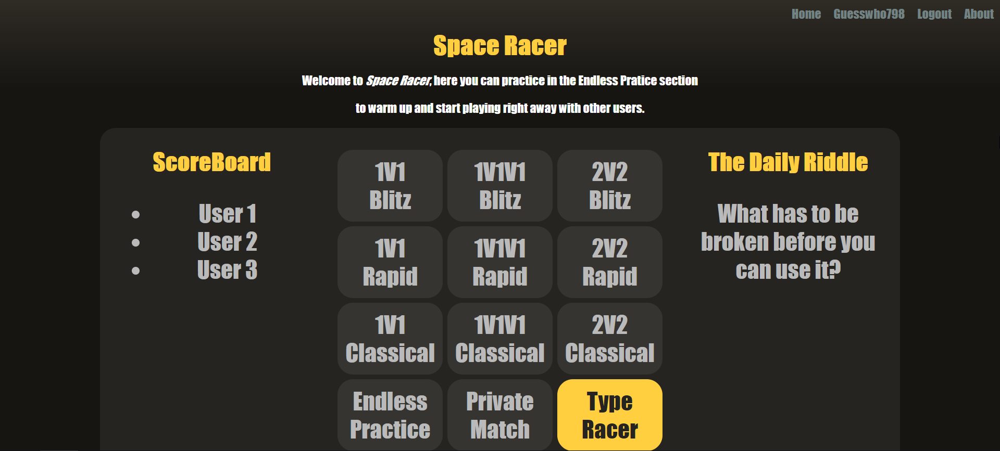 Home Guesswho798 Logout About
Space Racer
Welcome to Space Racer, here you can practice in the Endless Pratice section
to warm up and start playing right away with other users.
ScoreBoard
User 1
User 2
User 3
1V1
Blitz
1V1V1
Blitz
2V2
Blitz
1V1
Rapid
1V1V1
Rapid
2V2
Rapid
1V1
Classical
1V1V1
Classical
2V2
Classical
Endless
Practice
Private
Match
Type
Racer
The Daily Riddle
What has to be
broken before you
can use it?